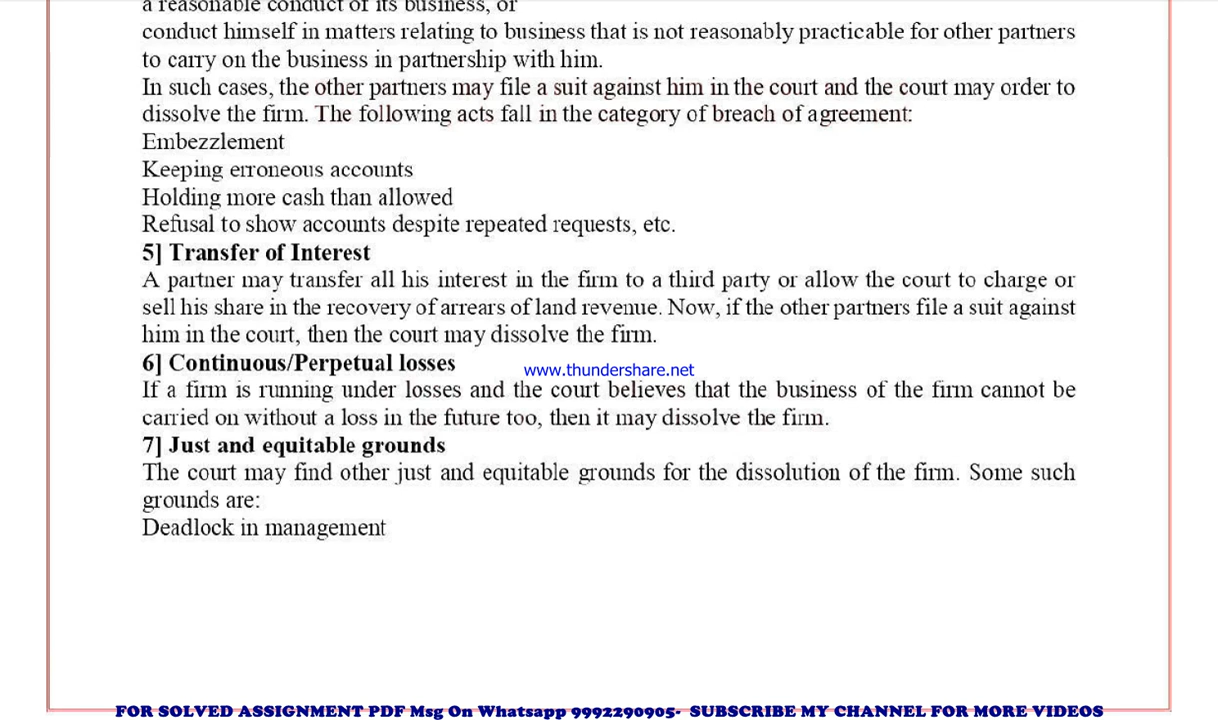 a reasonable conduct of its business, or
conduct himself in matters relating to business that is not reasonably practicable for other partners
to carry on the business in partnership with him.
In such cases, the other partners may file a suit against him in the court and the court may order to
dissolve the firm. The following acts fall in the category of breach of agreement:
Embezzlement
Keeping erroneous accounts
Holding more cash than allowed
Refusal to show accounts despite repeated requests, etc.
5] Transfer of Interest
A partner may transfer all his interest in the firm to a third party or allow the court to charge or
sell his share in the recovery of arrears of land revenue. Now, if the other partners file a suit against
him in the court, then the court may dissolve the firm.
6] Continuous/Perpetual losses
www.thundershare.net
If a firm is running under losses and the court believes that the business of the firm cannot be
carried on without a loss in the future too, then it may dissolve the firm.
7] Just and equitable grounds
The court may find other just and equitable grounds for the dissolution of the firm. Some such
grounds are:
Deadlock in management
FOR SOLVED ASSIGNMENT PDF Msg On Whatsapp 9992290905- SUBSCRIBE MY CHANNEL FOR MORE VIDEOS